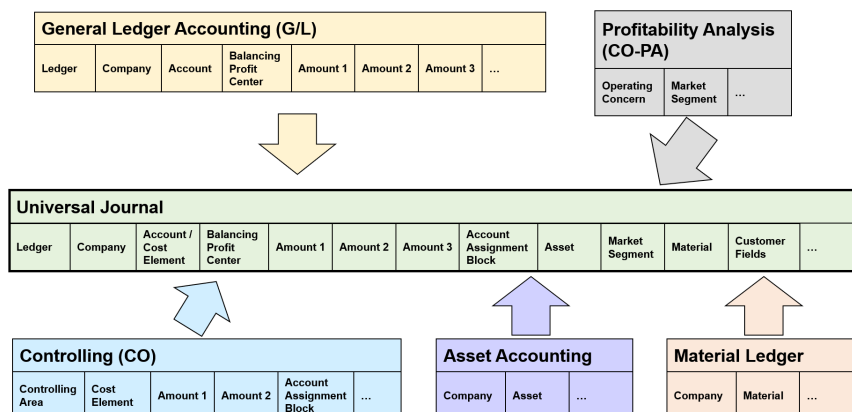 General Ledger Accounting (G/L)
Ledger
Company
Account
Balancing
Profit
Center
Amount 1
Amount 2
Amount 3
...
Profitability Analysis
(CO-PA)
Operating
Concern
Market
Segment
...
Universal Journal
Ledger
Company
Account /
Cost
Element
Balancing
Profit
Center
Amount 1
Amount 2
Amount 3
Account
Assignment
Block
Asset
Market
Segment
Material
Customer
Fields
...
Controlling (CO)
Controlling
Area
Cost
Element
Amount 1
Amount 2
Account
Assignment
Block
...
Asset Accounting
Company
Asset
...
Material Ledger
Company
Material
...